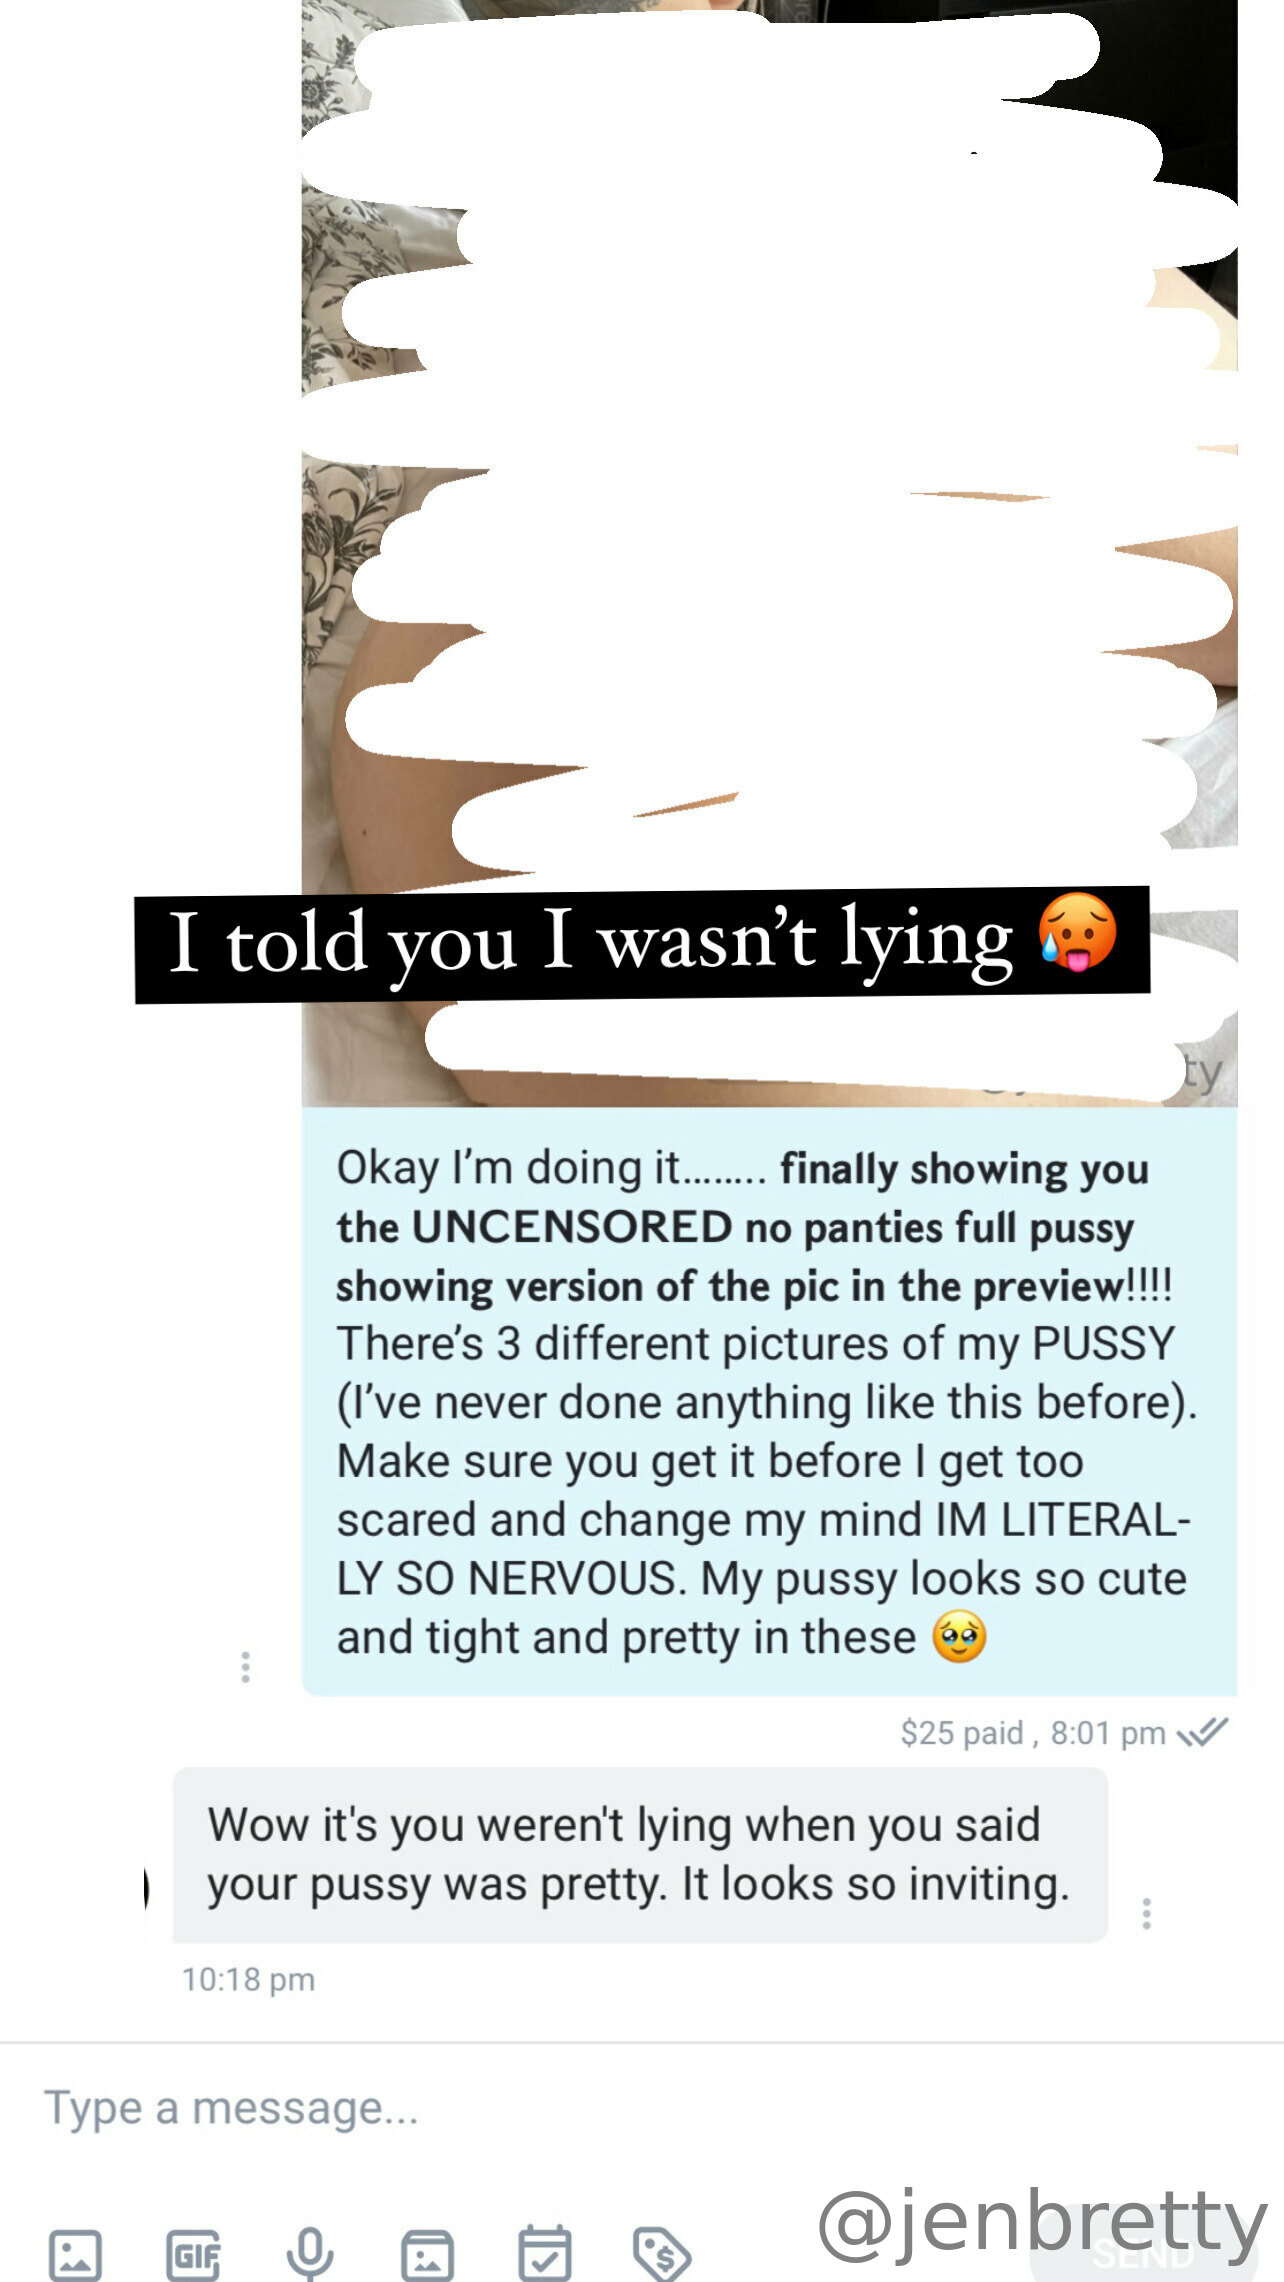 I told you I wasn’t lying 🥵
ty
Okay I’m doing it........ finally showing you
the UNCENSORED no panties full pussy
showing version of the pic in the preview!!!!
There’s 3 different pictures of my PUSSY
(I’ve never done anything like this before).
Make sure you get it before I get too
scared and change my mind IM LITERAL-
LY SO NERVOUS. My pussy looks so cute
and tight and pretty in these 🥹
$25 paid , 8:01 pm
Wow it's you weren't lying when you said
your pussy was pretty. It looks so inviting.
10:18 pm
Type a message...
GIF
@jenbretty
SEND